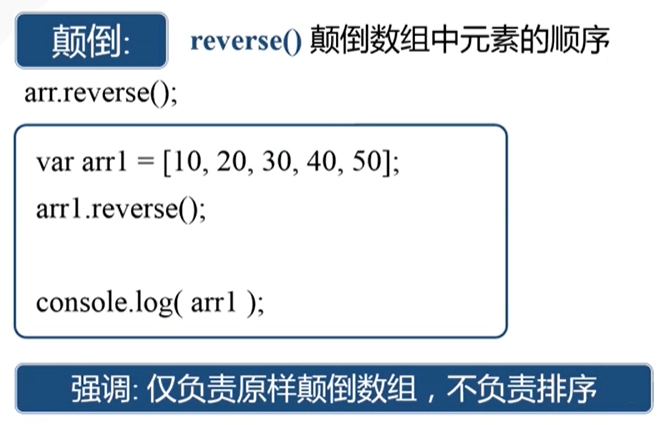 颠倒: reverse() 颠倒数组中元素的顺序
arr.reverse();
var arr1 = [10, 20, 30, 40, 50];
arr1.reverse();
console.log( arr1 );
强调: 仅负责原样颠倒数组，不负责排序